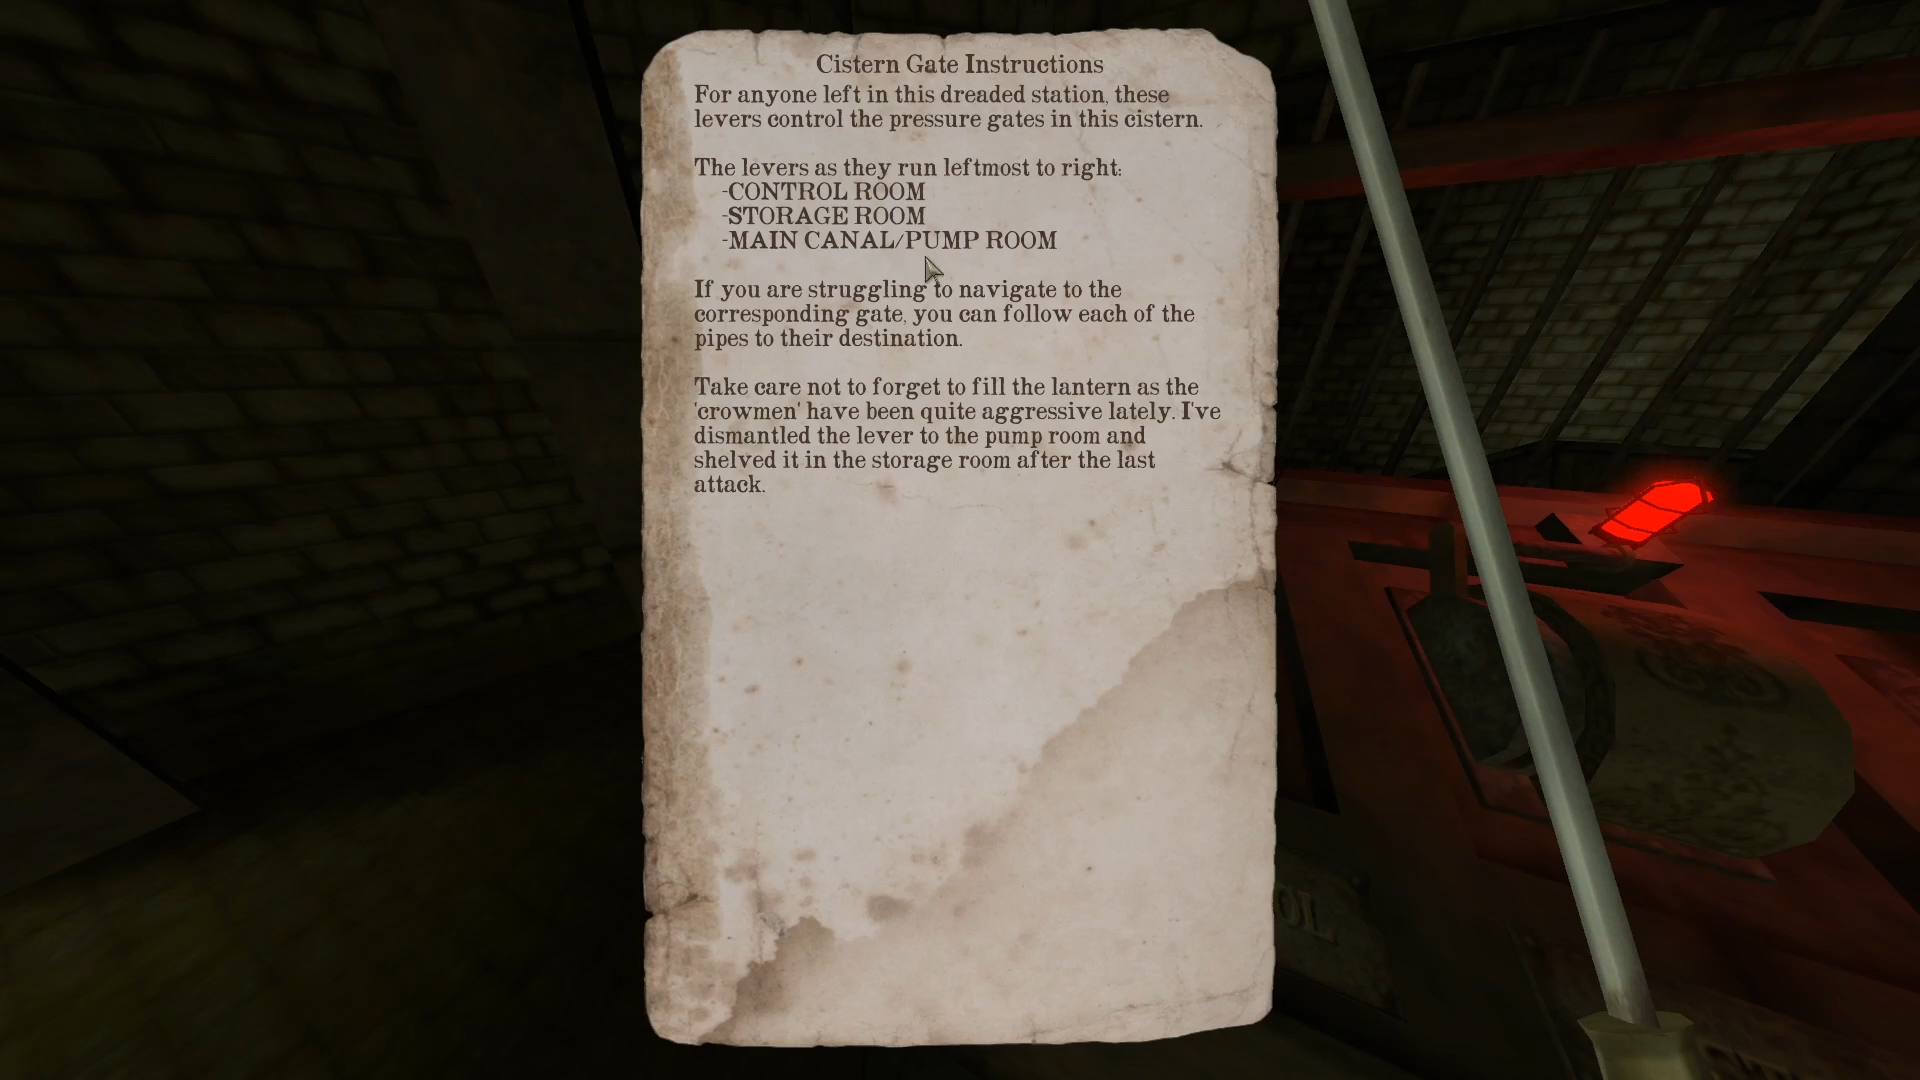 Cistern Gate Instructions
For anyone left in this dreaded station, these
levers control the pressure gates in this cistern.
The levers as they run leftmost to right:
-CONTROL ROOM
-STORAGE ROOM
-MAIN CANAL/PUMP ROOM
If you are struggling to navigate to the
corresponding gate, you can follow each of the
pipes to their destination.
Take care not to forget to fill the lantern as the
'crowmen' have been quite aggressive lately. I've
dismantled the lever to the pump room and
shelved it in the storage room after the last
attack.